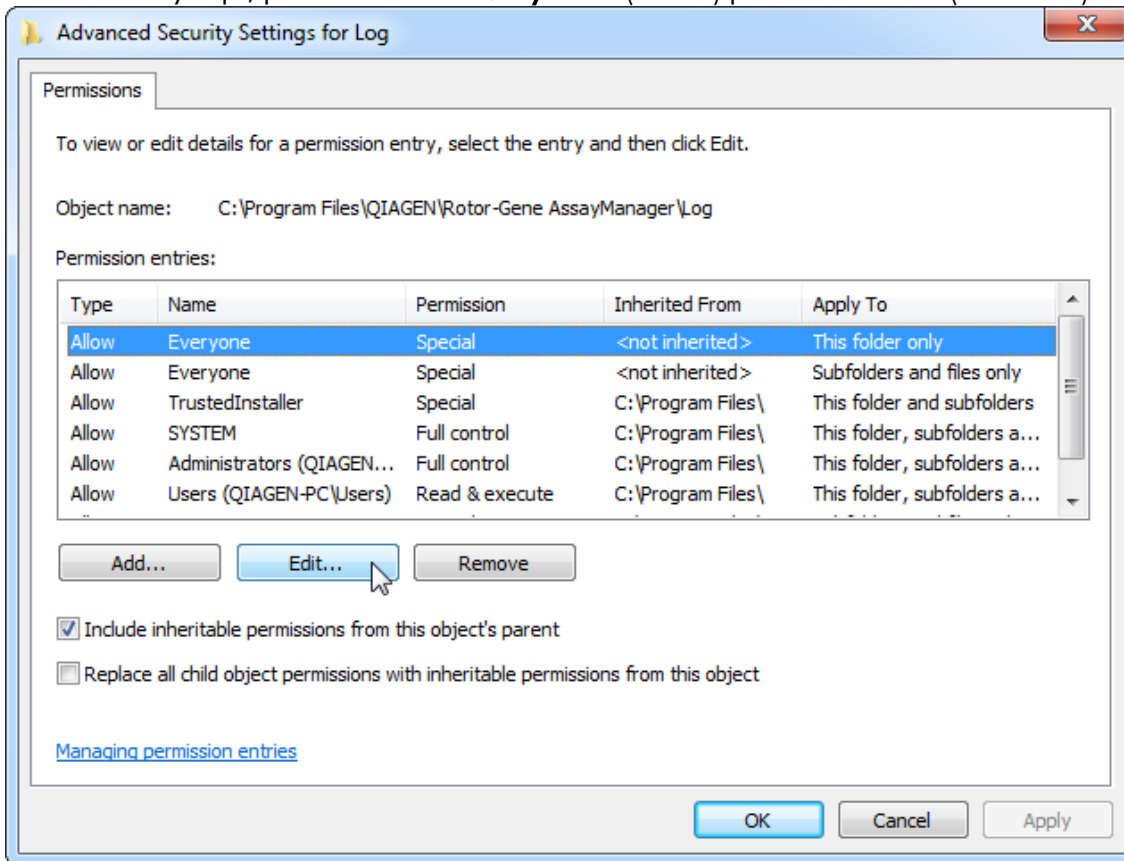 Advanced Security Settings for Log
Permissions
To view or edit details for a permission entry, select the entry and then click Edit.
Object name: C:\Program Files\QIAGEN\Rotor-Gene AssayManager\Log
Permission entries:
Type Name Permission Inherited From Apply To
Allow Everyone Special <not inherited> This folder only
Allow Everyone Special <not inherited> Subfolders and files only
Allow TrustedInstaller Special C:\Program Files\ This folder and subfolders
Allow SYSTEM Full control C:\Program Files\ This folder, subfolders a...
Allow Administrators (QIAGEN... Full control C:\Program Files\ This folder, subfolders a...
Allow Users (QIAGEN-PC\Users) Read & execute C:\Program Files\ This folder, subfolders a...
Add... Edit... Remove
Include inheritable permissions from this object's parent
Replace all child object permissions with inheritable permissions from this object
Managing permission entries
OK Cancel Apply